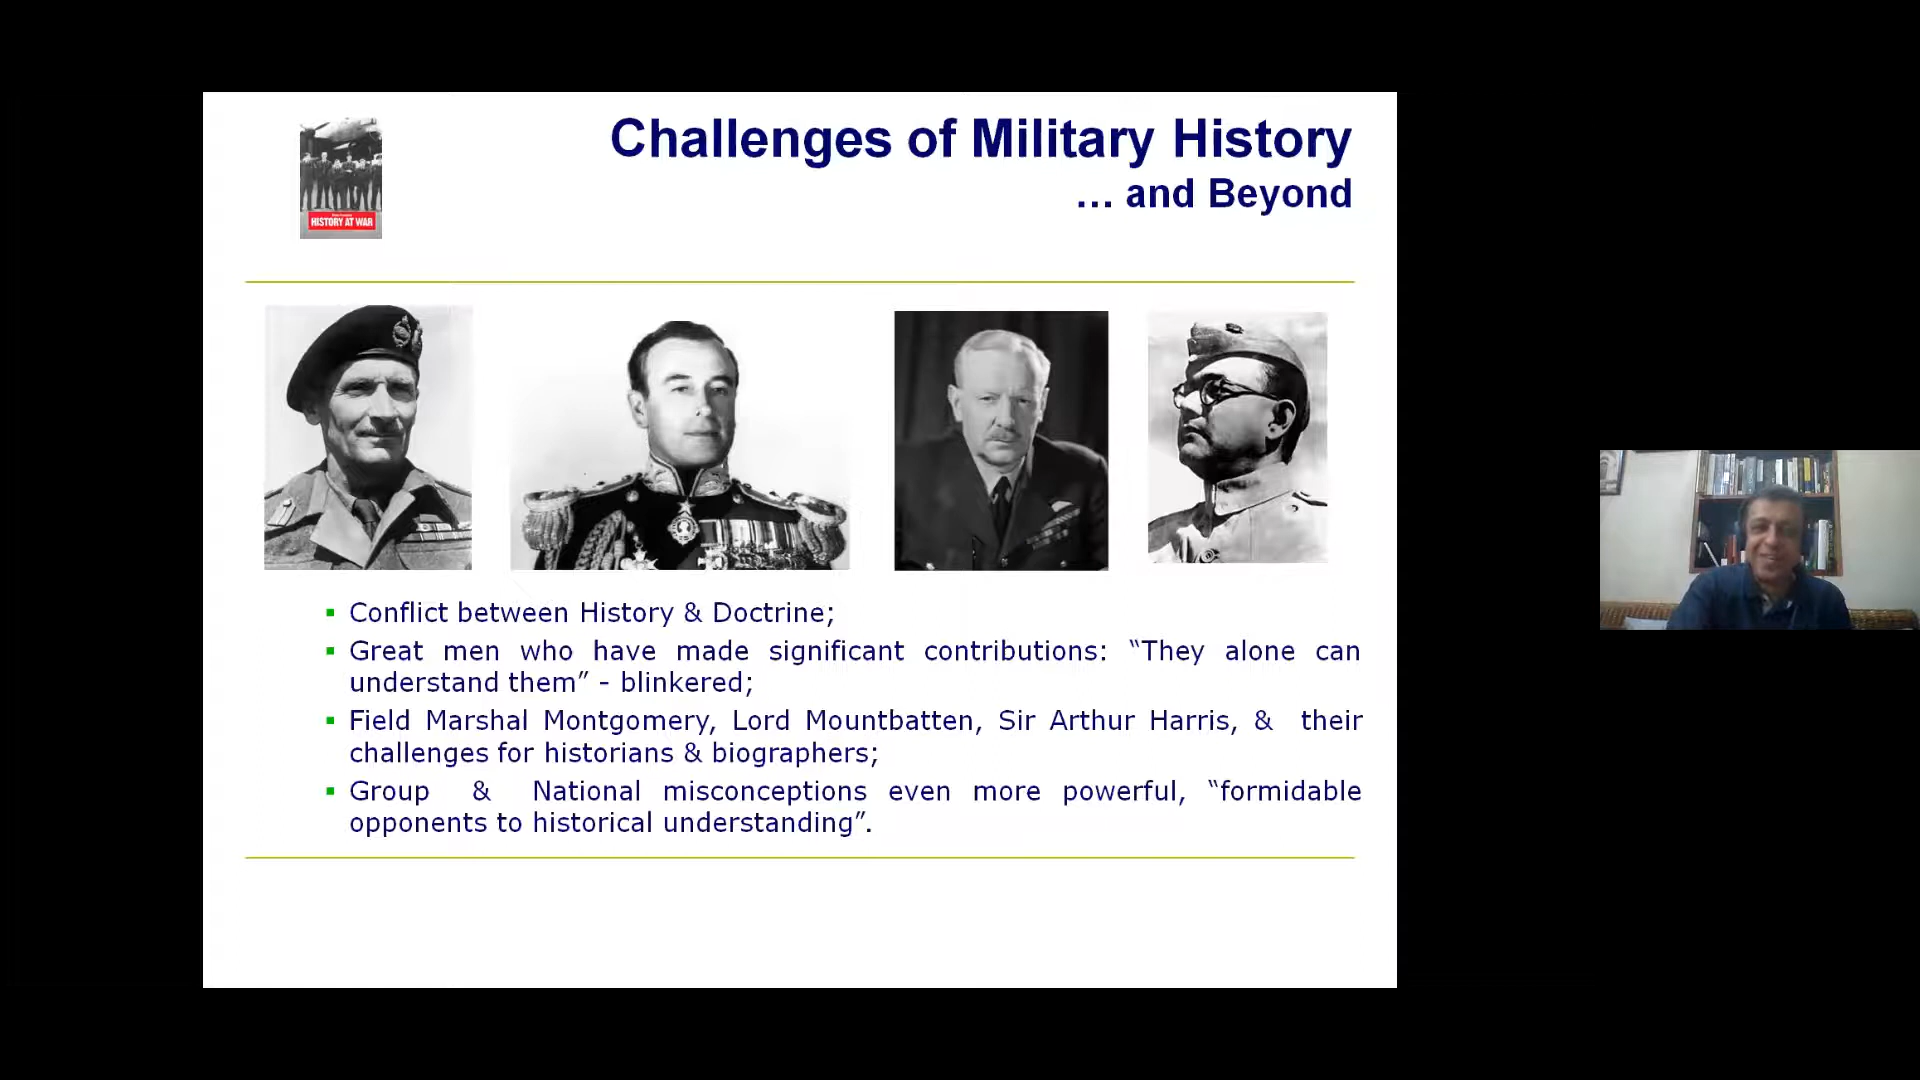 Challenges of Military History
… and Beyond
HISTORY AT WAR
Conflict between History & Doctrine;
Great men who have made significant contributions: “They alone can
understand them” - blinkered;
Field Marshal Montgomery, Lord Mountbatten, Sir Arthur Harris, & their
challenges for historians & biographers;
Group & National misconceptions even more powerful, “formidable
opponents to historical understanding”.